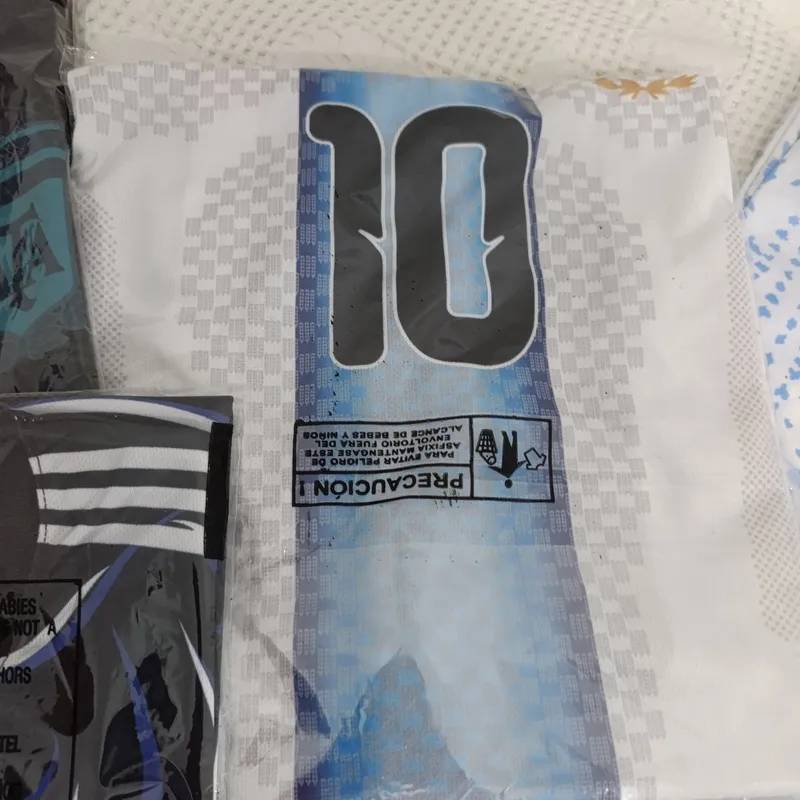 10
PRECAUCIÓN !
PARA EVITAR PELIGRO DE
ASFIXIA MANTENGASE ESTE
ENVOLTORIO FUERA DEL
ALCANCE DE BEBES Y NIÑOS
ABIES
NOT A
HORS
TEL